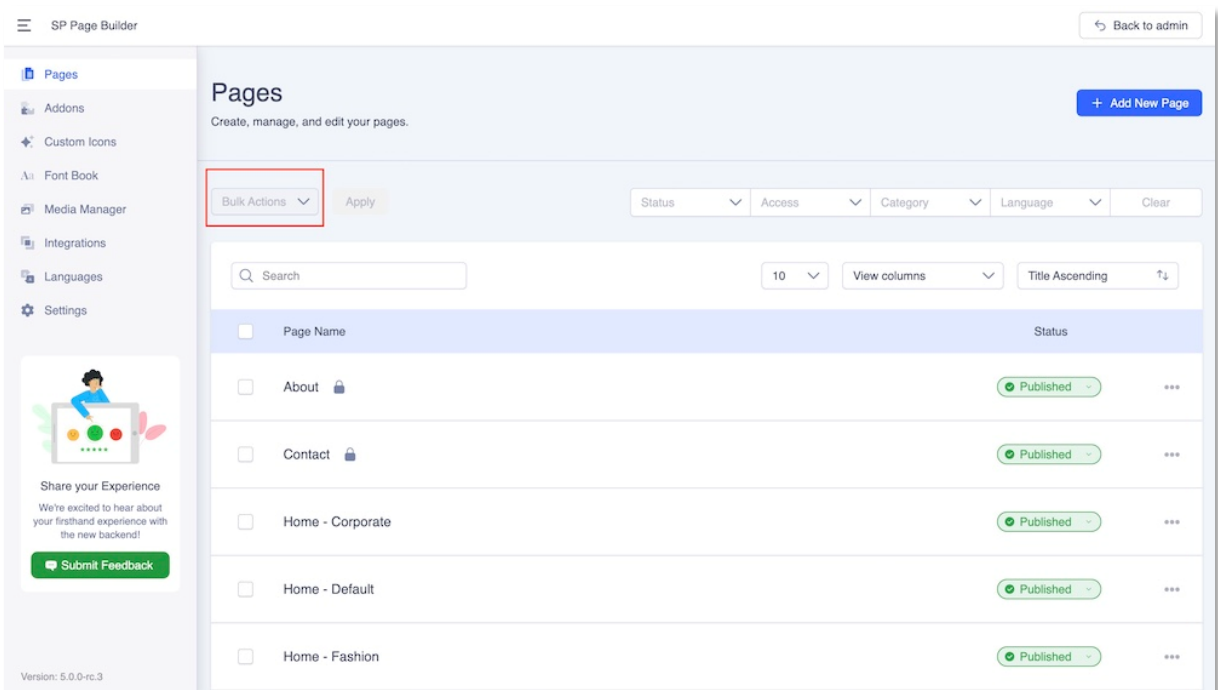 SP Page Builder
Back to admin
Pages
Addons
Custom Icons
Aa Font Book
Media Manager
Integrations
Languages
Settings
Share your Experience
We're excited to hear about
your firsthand experience with
the new backend!
Submit Feedback
Version: 5.0.0-rc.3
Pages
Create, manage, and edit your pages.
+ Add New Page
Bulk Actions Apply Status Access Category Language Clear
Search 10 View columns Title Ascending
Page Name Status
About Published
Contact Published
Home - Corporate Published
Home - Default Published
Home - Fashion Published